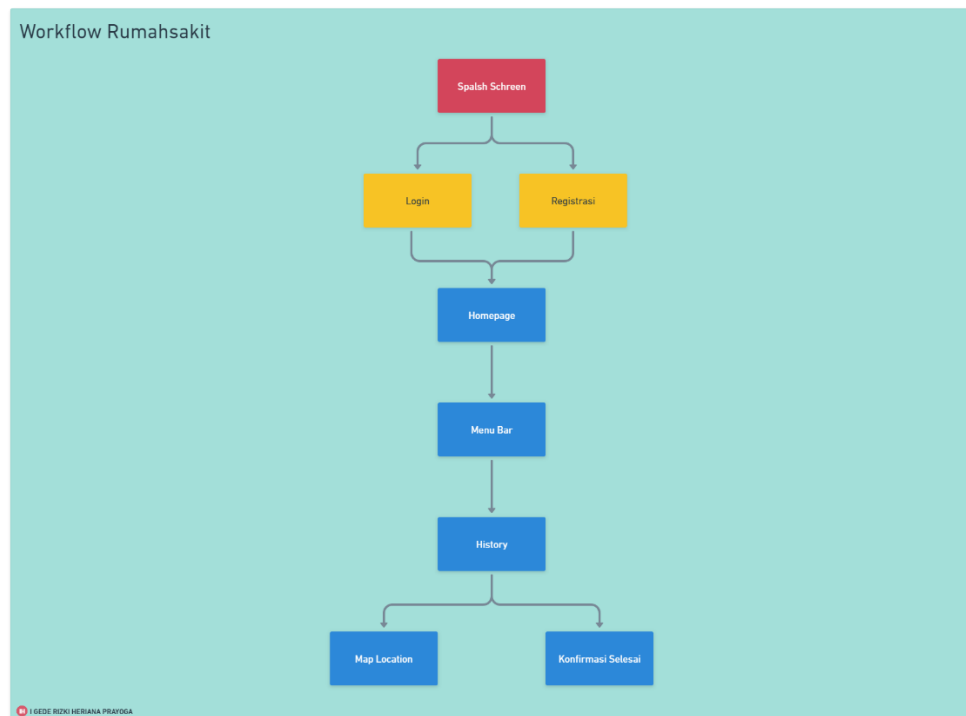 Workflow Rumahsakit
Spalsh Schreen
Login
Registrasi
Homepage
Menu Bar
History
Map Location
Konfirmasi Selesai
I GEDE RIZKI HERIANA PRAYOGA